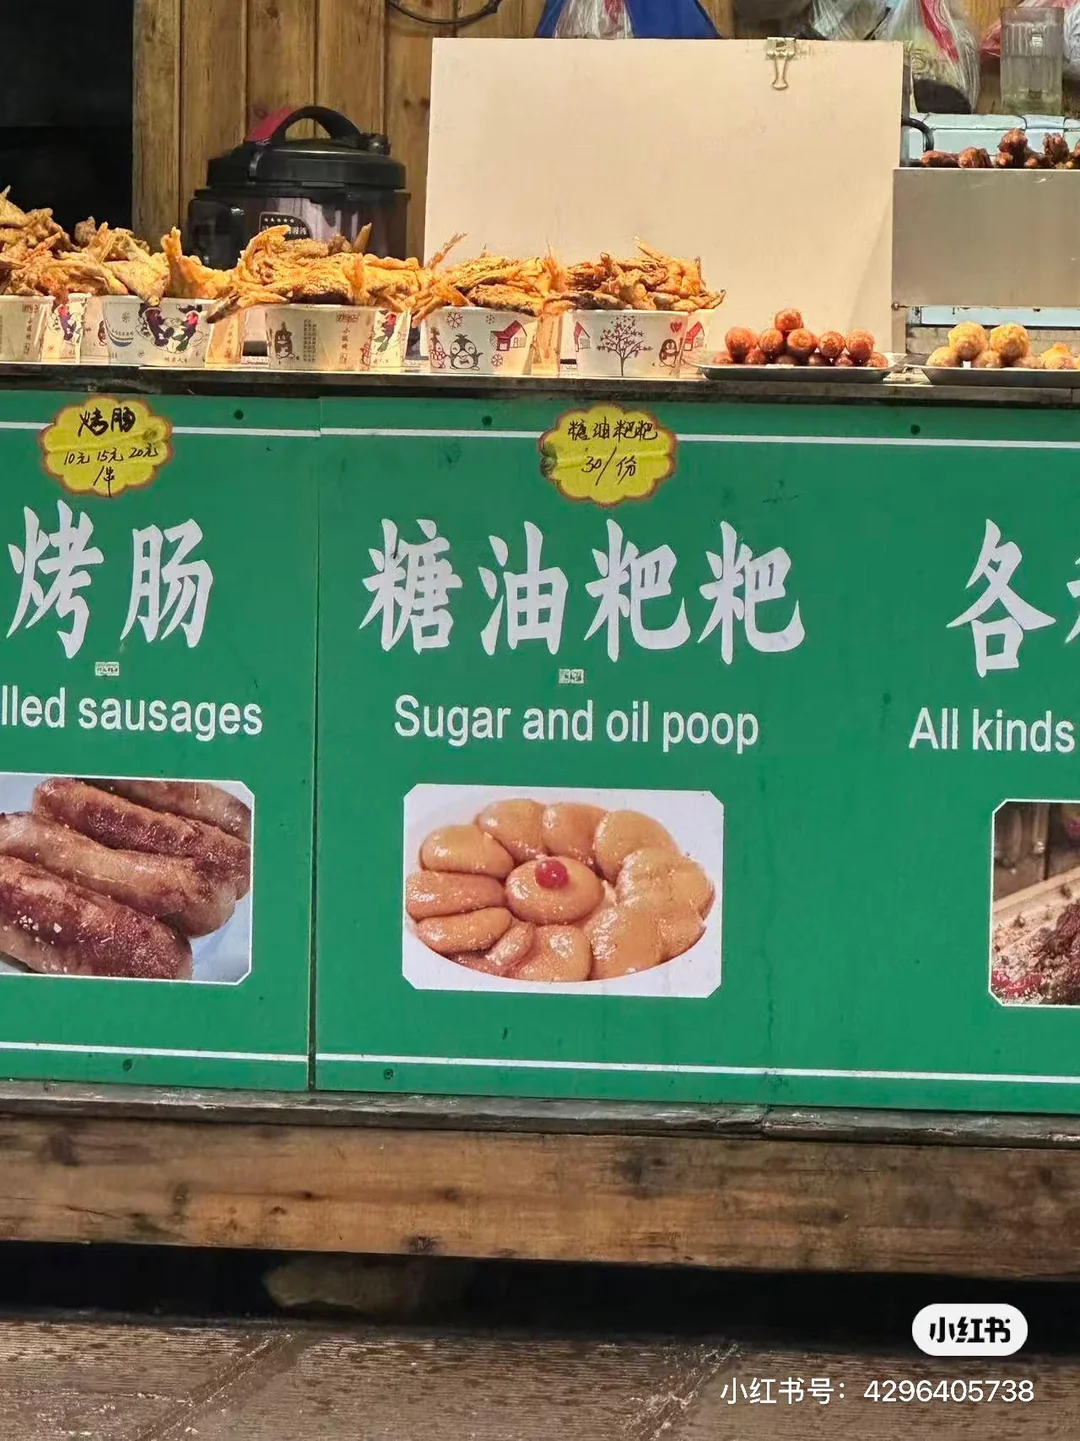 烤肠
10元 15元 20元
/串
糖油粑粑
30/份
烤肠
糖油粑粑
各
lled sausages
Sugar and oil poop
All kinds
小红书
小红书号：4296405738